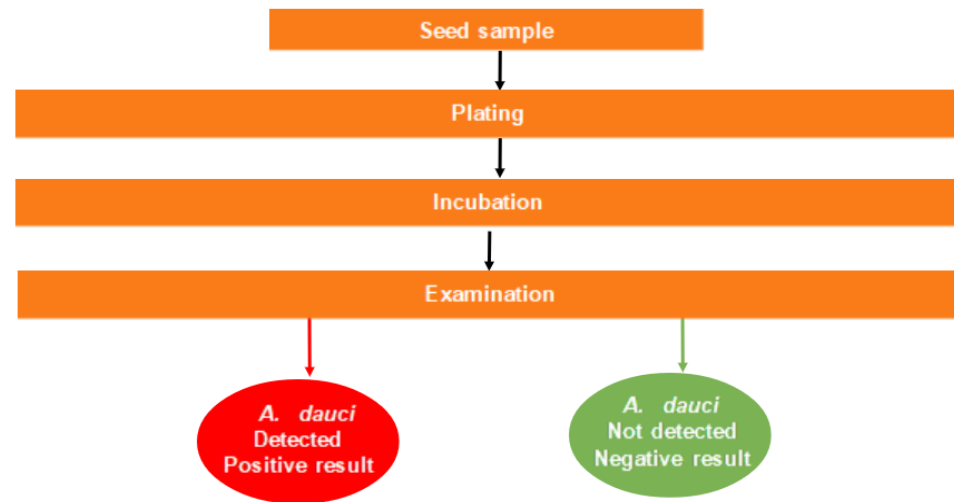 Seed sample
Plating
Incubation
Examination
A. dauci
Detected
Positive result
A. dauci
Not detected
Negative result